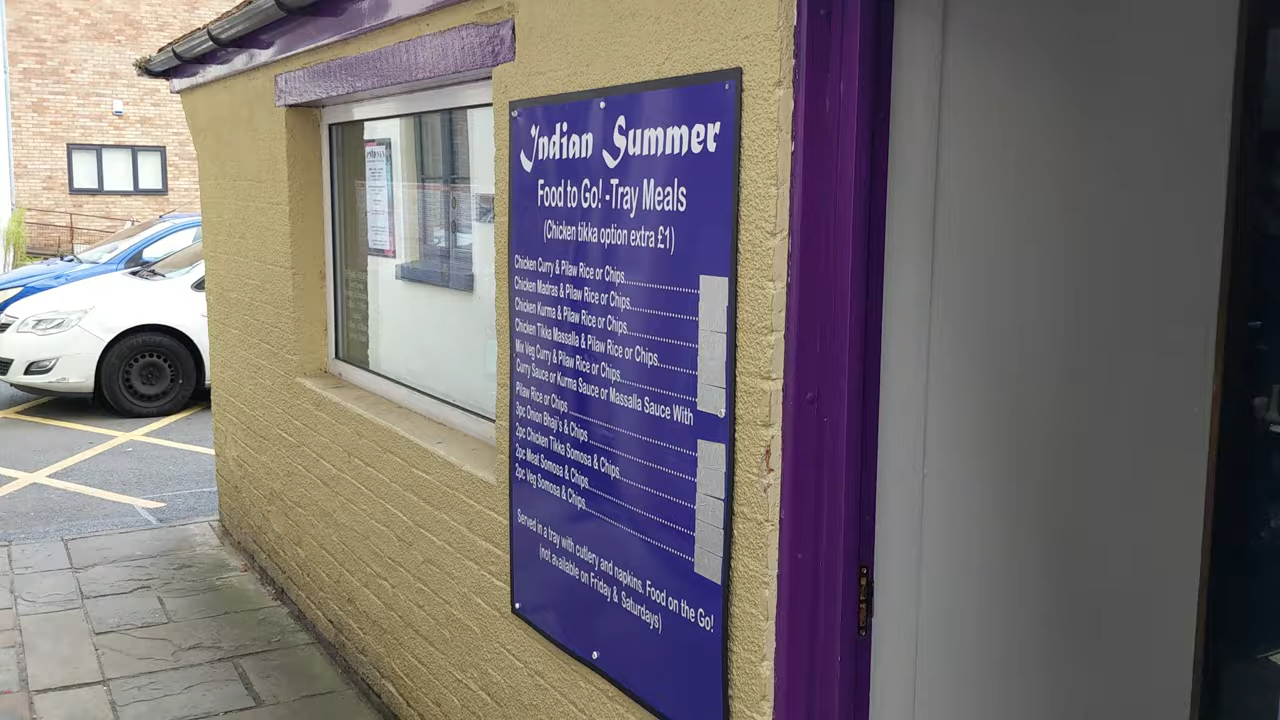 Indian Summer
Food to Go! -Tray Meals
(Chicken tikka option extra £1)
Chicken Curry & Pilaw Rice or Chips
Chicken Madras & Pilaw Rice or Chips
Chicken Kurma & Pilaw Rice or Chips
Chicken Tikka Massalla & Pilaw Rice or Chips
Mix Veg Curry & Pilaw Rice or Chips
Curry Sauce or Kurma Sauce or Massalla Sauce With
Pilaw Rice or Chips
3pc Onion Bhaji's & Chips
2pc Chicken Tikka Somosa & Chips
2pc Meat Somosa & Chips
2pc Veg Somosa & Chips
Served in a tray with cutlery and napkins. Food on the Go!
(not available on Friday & Saturdays)